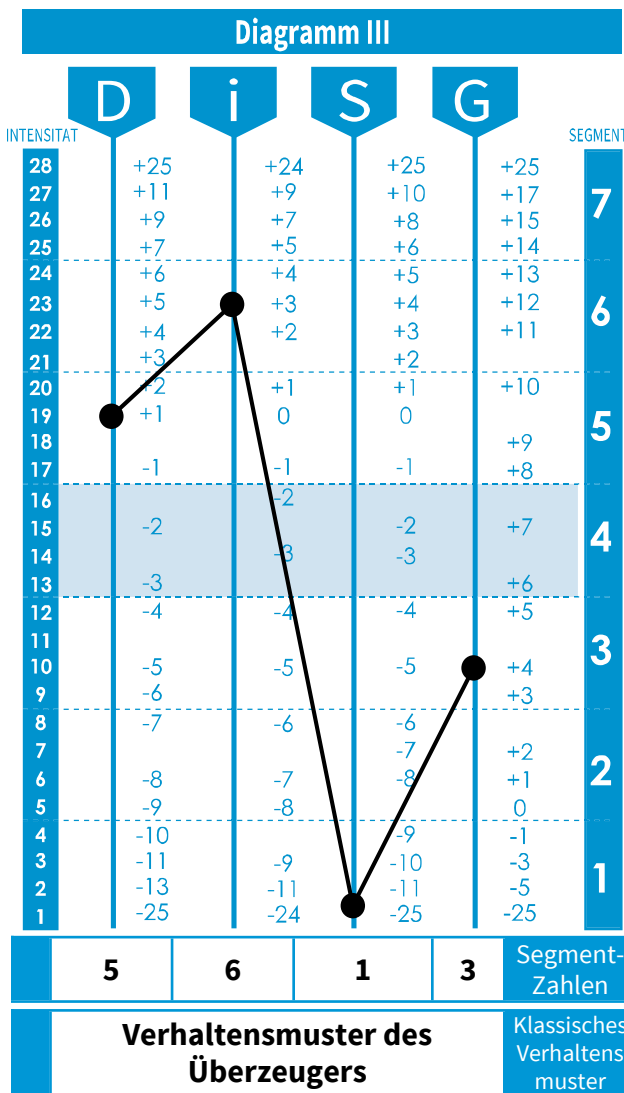 Diagramm III
D i S G
INTENSITÄT SEGMENT
28 +25 +24 +25 +25
27 +11 +9 +10 +17 7
26 +9 +7 +8 +15
25 +7 +5 +6 +14
24 +6 +4 +5 +13
23 +5 +3 +4 +12 6
22 +4 +2 +3 +11
21 +3 +2
20 +2 +1 +1 +10
19 +1 0 0 5
18 +9
17 -1 -1 -1 +8
16 -2
15 -2 -2 +7 4
14 -3 -3
13 -3 +6
12 -4 -4 -4 +5
11 3
10 -5 -5 -5 +4
9 -6 +3
8 -7 -6 -6
7 -7 +2 2
6 -8 -7 -8 +1
5 -9 -8 0
4 -10 -9 -1
3 -11 -9 -10 -3 1
2 -13 -11 -11 -5
1 -25 -24 -25 -25
5 6 1 3 Segment-
Zahlen
Verhaltensmuster des Klassisches
Überzeugers Verhaltens
muster